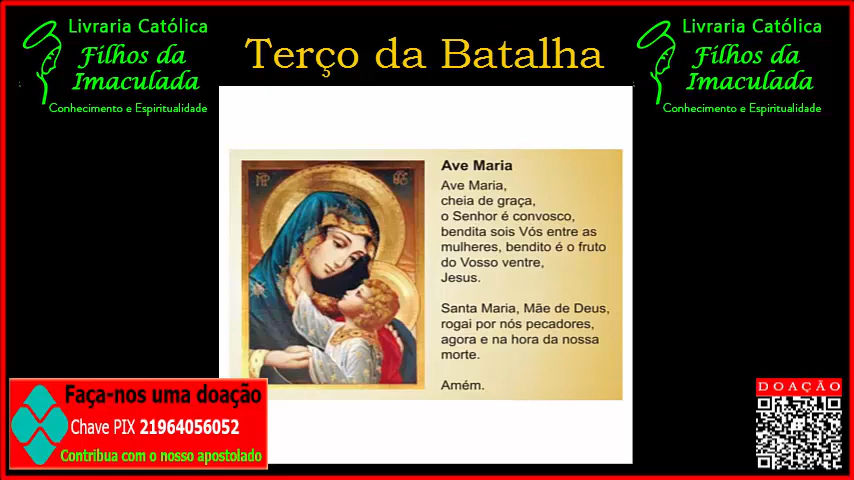 Livraria Católica
Filhos da
Imaculada
Conhecimento e Espiritualidade
Terço da Batalha
Livraria Católica
Filhos da
Imaculada
Conhecimento e Espiritualidade
Ave Maria
Ave Maria,
cheia de graça,
o Senhor é convosco,
bendita sois Vós entre as
mulheres, bendito é o fruto
do Vosso ventre,
Jesus.
Santa Maria, Mãe de Deus,
rogai por nós pecadores,
agora e na hora da nossa
morte.
Amém.
Faça-nos uma doação
Chave PIX 21964056052
Contribua com o nosso apostolado
DOAÇÃO